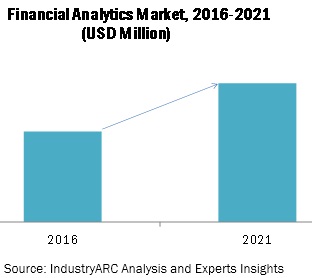 Financial Analytics Market, 2016-2021
(USD Million)
2016 2021
Source: IndustryARC Analysis and Experts Insights